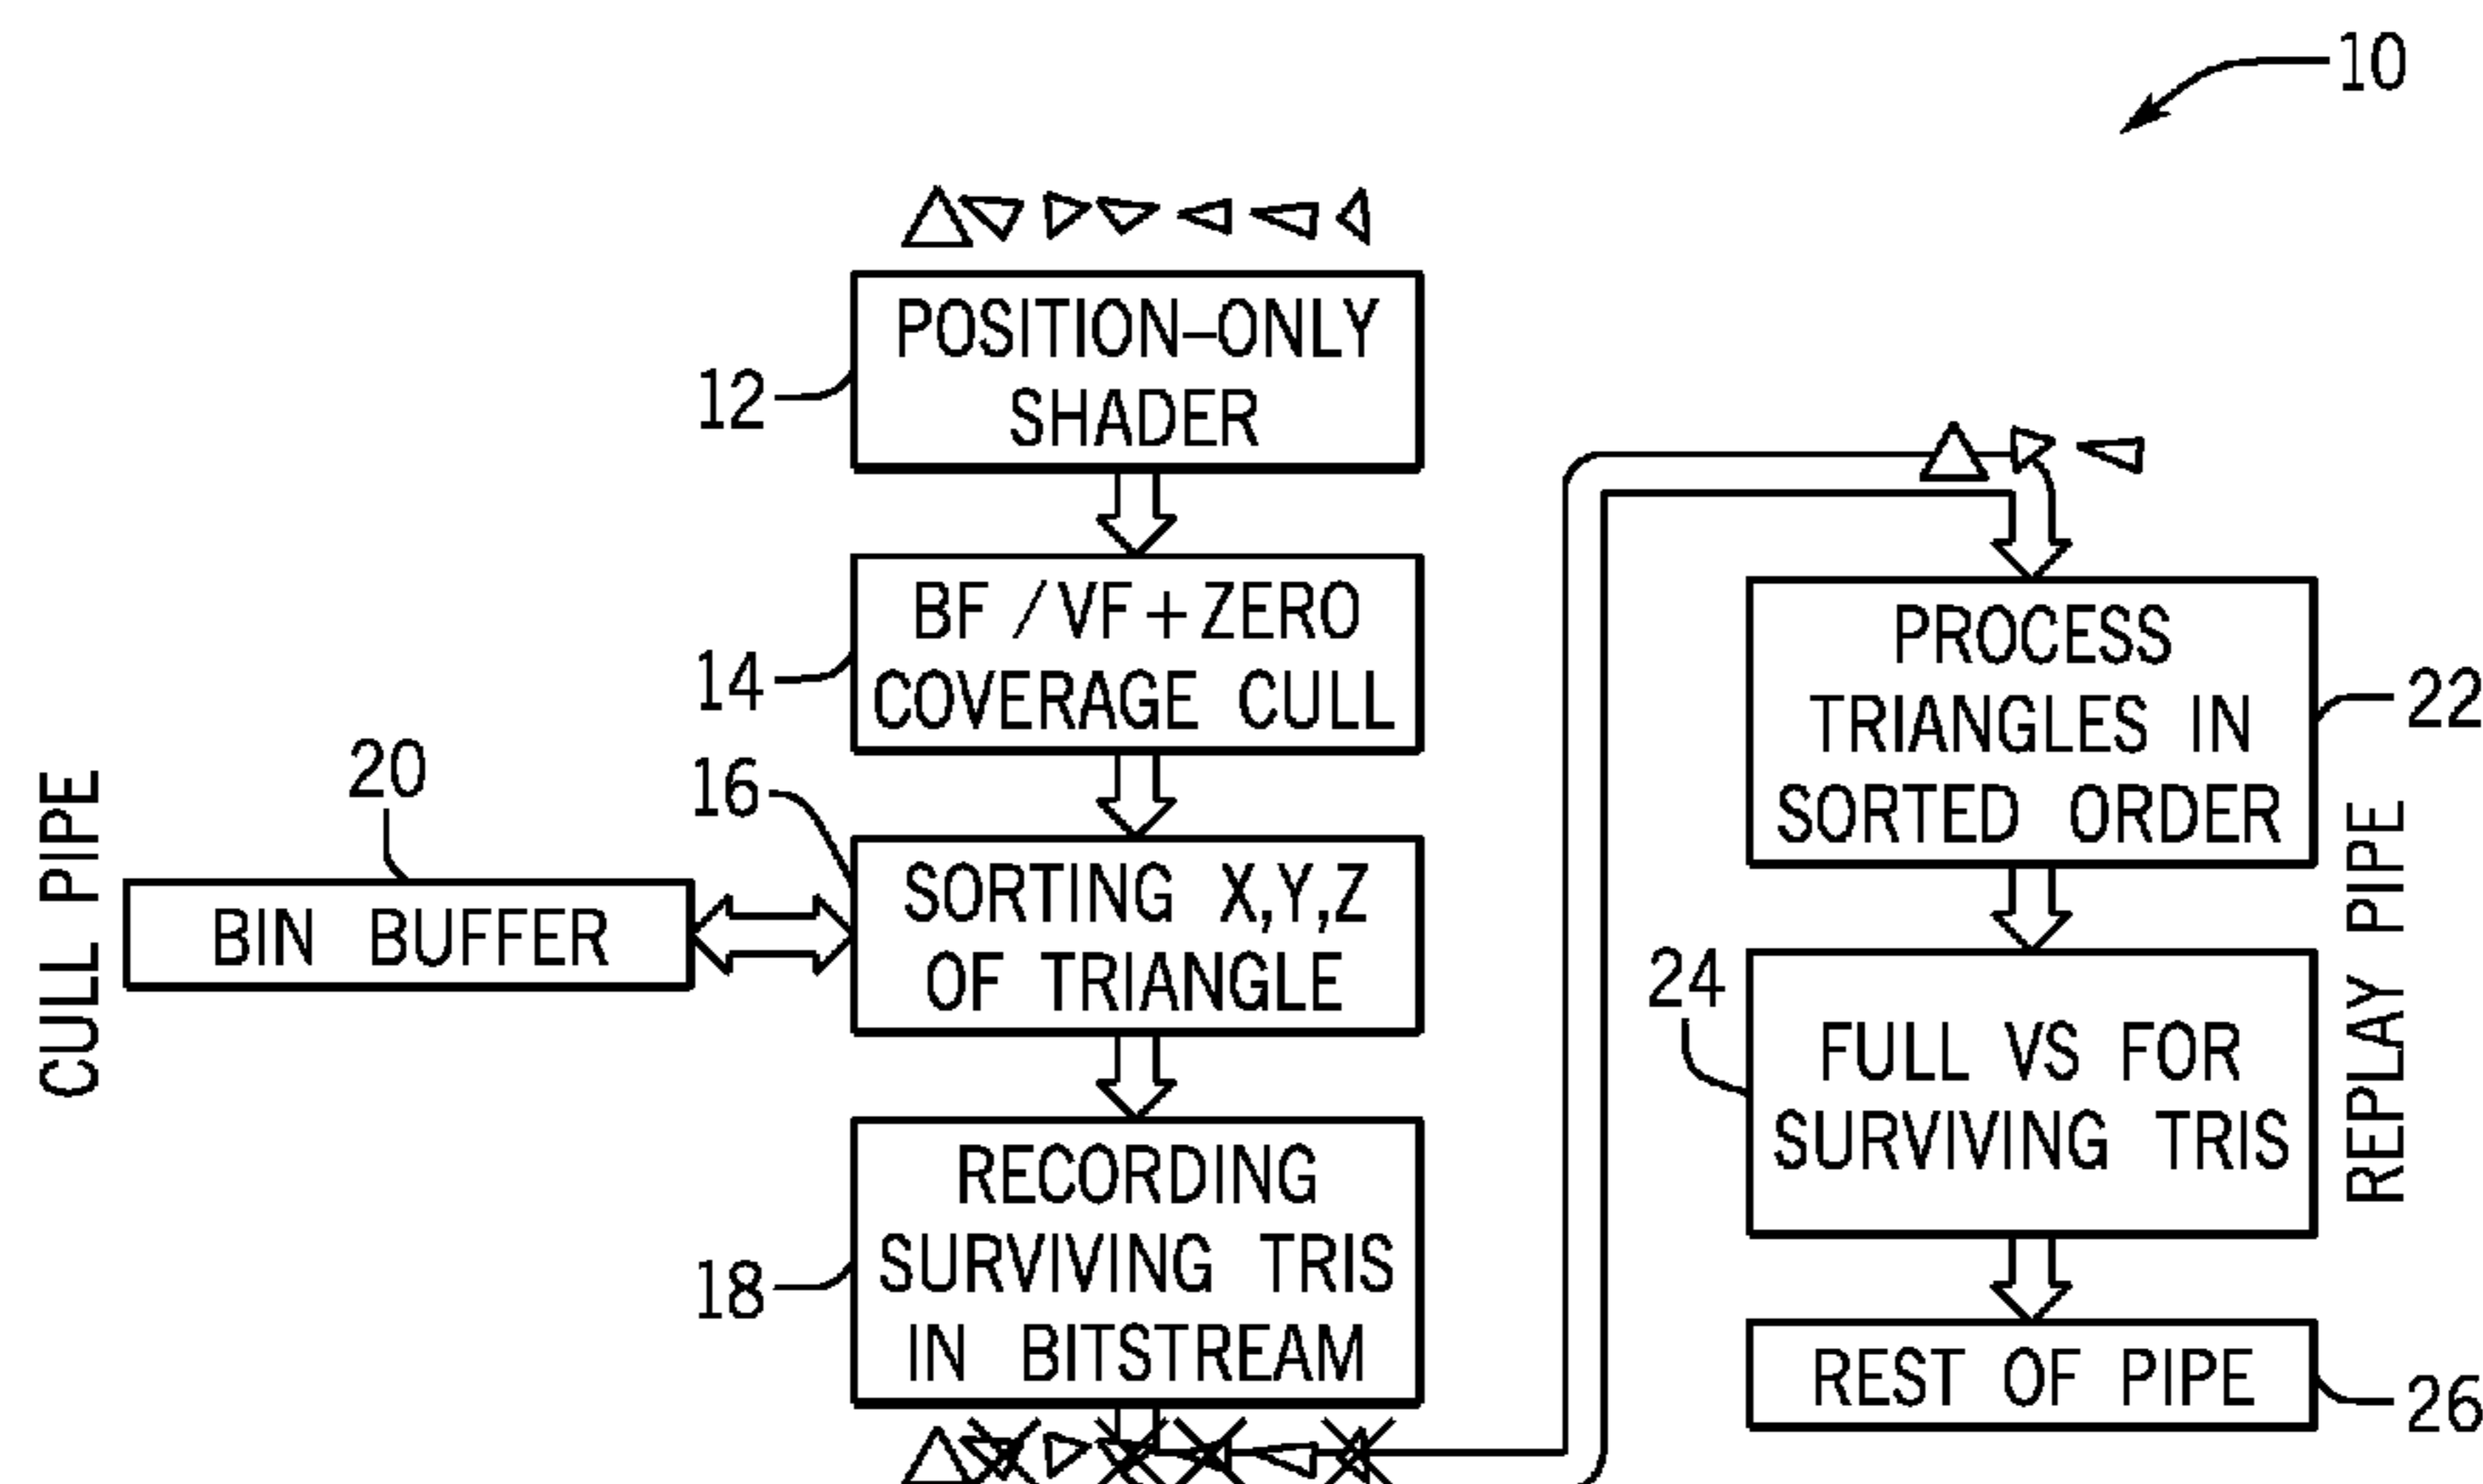 10
12
POSITION-ONLY
SHADER
14
BF/VF+ZERO
COVERAGE CULL
16
SORTING X,Y,Z
OF TRIANGLE
20
BIN BUFFER
CULL PIPE
18
RECORDING
SURVIVING TRIS
IN BITSTREAM
22
PROCESS
TRIANGLES IN
SORTED ORDER
24
FULL VS FOR
SURVIVING TRIS
REPLAY PIPE
26
REST OF PIPE